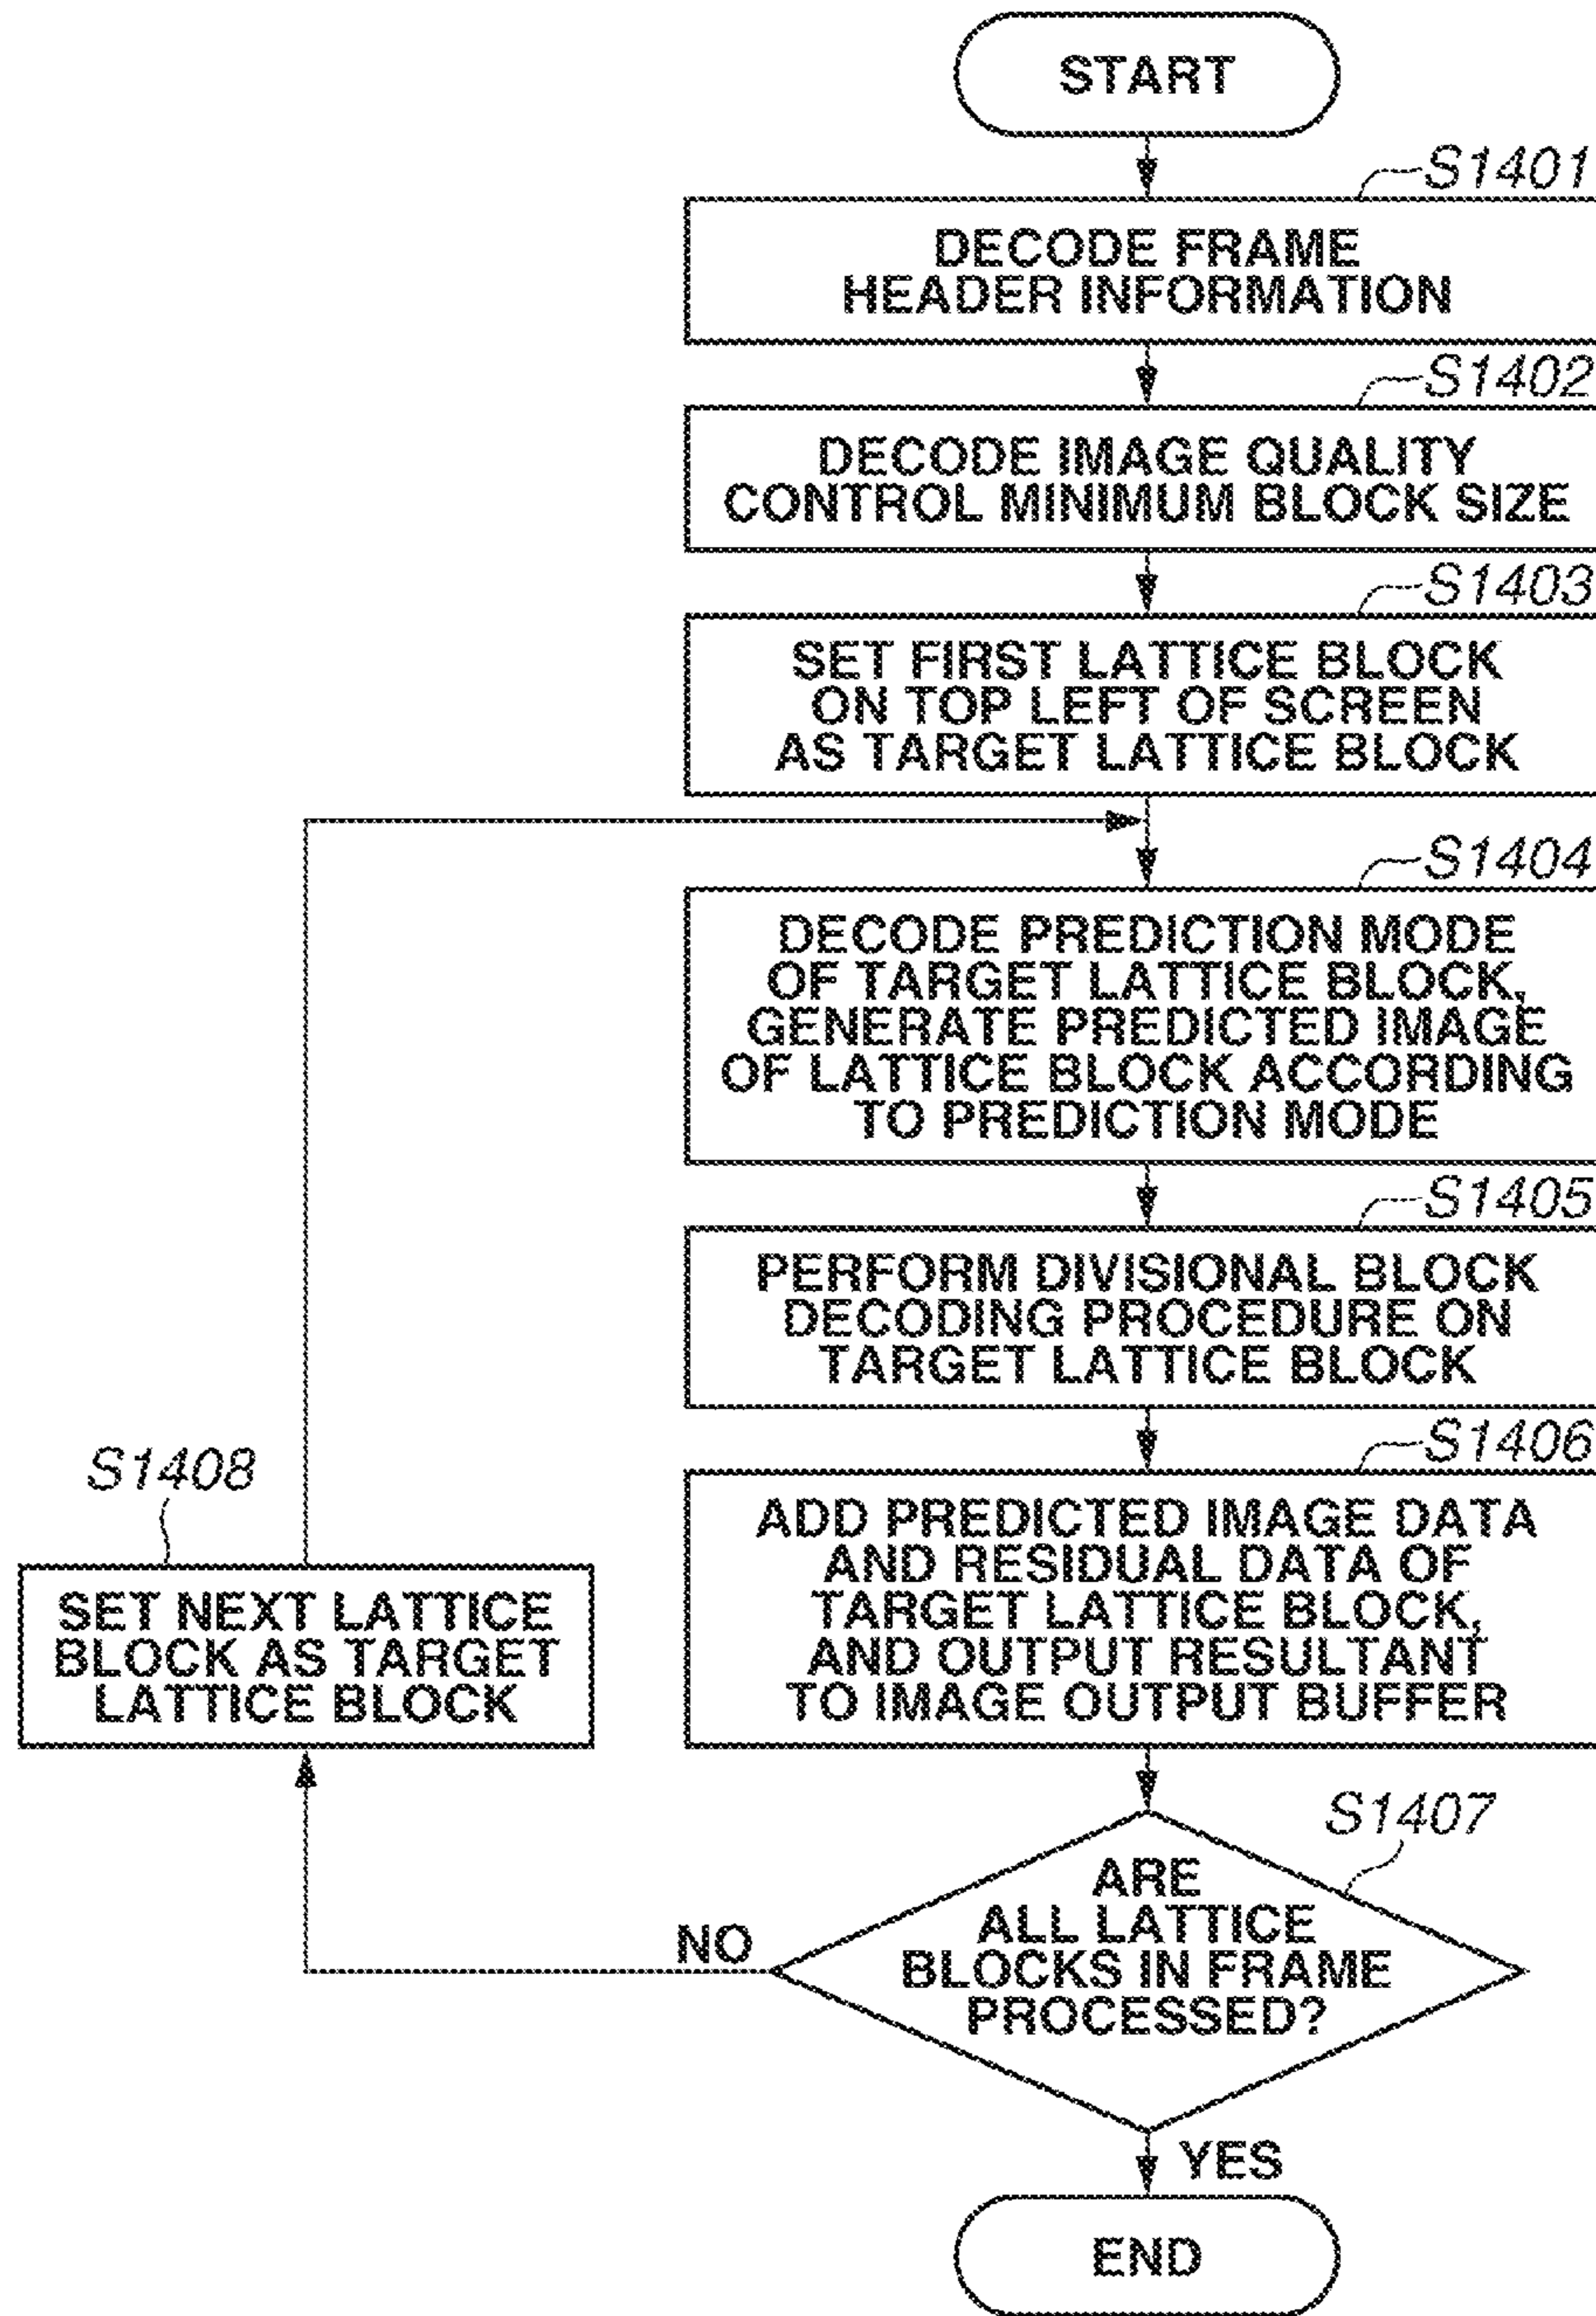 START
S1401
DECODE FRAME
HEADER INFORMATION
S1402
DECODE IMAGE QUALITY
CONTROL MINIMUM BLOCK SIZE
S1403
SET FIRST LATTICE BLOCK
ON TOP LEFT OF SCREEN
AS TARGET LATTICE BLOCK
S1404
DECODE PREDICTION MODE
OF TARGET LATTICE BLOCK,
GENERATE PREDICTED IMAGE
OF LATTICE BLOCK ACCORDING
TO PREDICTION MODE
S1405
PERFORM DIVISIONAL BLOCK
DECODING PROCEDURE ON
TARGET LATTICE BLOCK
S1406
ADD PREDICTED IMAGE DATA
AND RESIDUAL DATA OF
TARGET LATTICE BLOCK,
AND OUTPUT RESULTANT
TO IMAGE OUTPUT BUFFER
S1408
SET NEXT LATTICE
BLOCK AS TARGET
LATTICE BLOCK
S1407
ARE
ALL LATTICE
BLOCKS IN FRAME
PROCESSED?
NO
YES
END